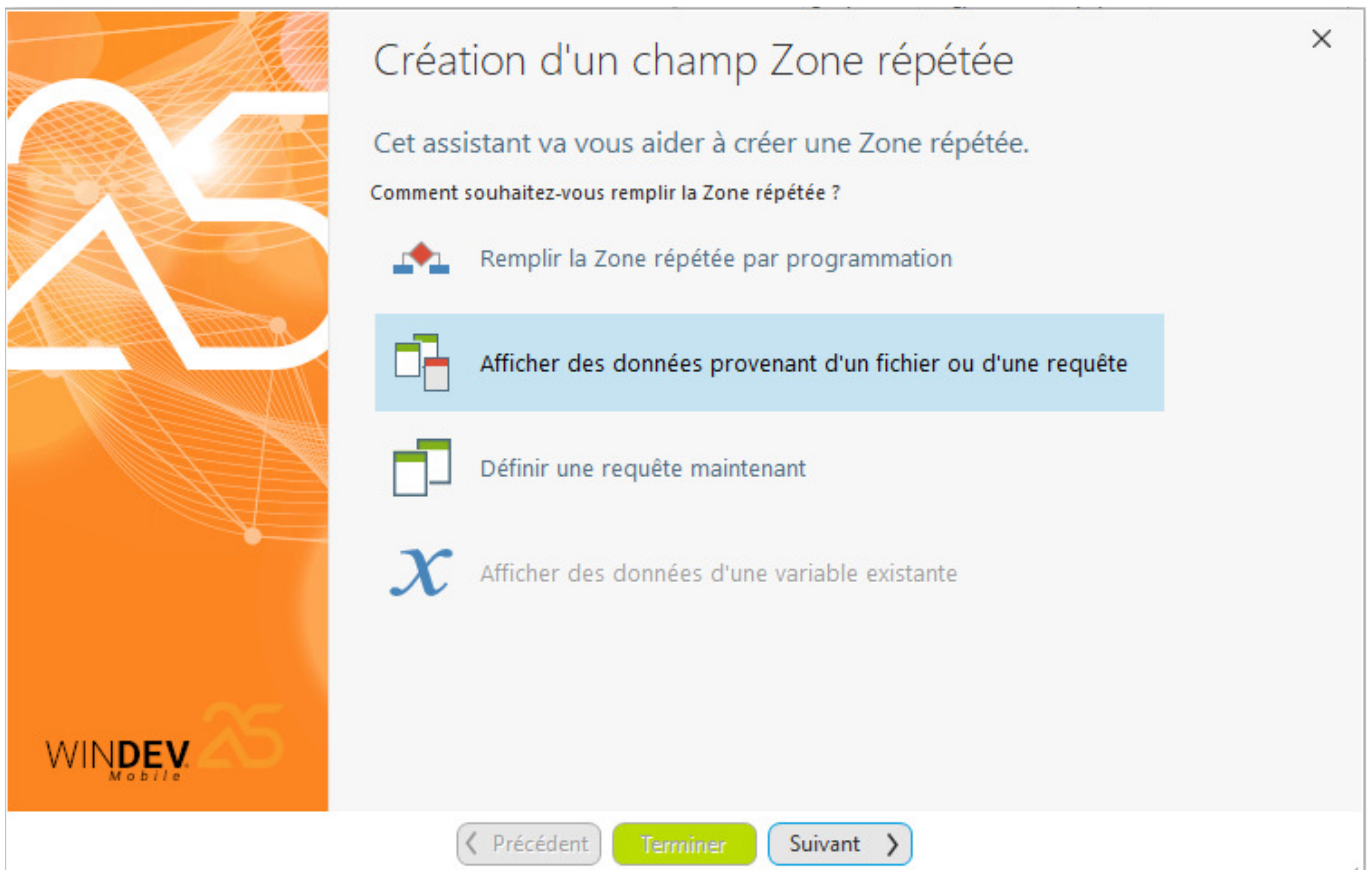 Création d'un champ Zone répétée
Cet assistant va vous aider à créer une Zone répétée.
Comment souhaitez-vous remplir la Zone répétée ?
Remplir la Zone répétée par programmation
Afficher des données provenant d'un fichier ou d'une requête
Définir une requête maintenant
Afficher des données d'une variable existante
WINDEV 25
Mobile
Précédent
Terminer
Suivant